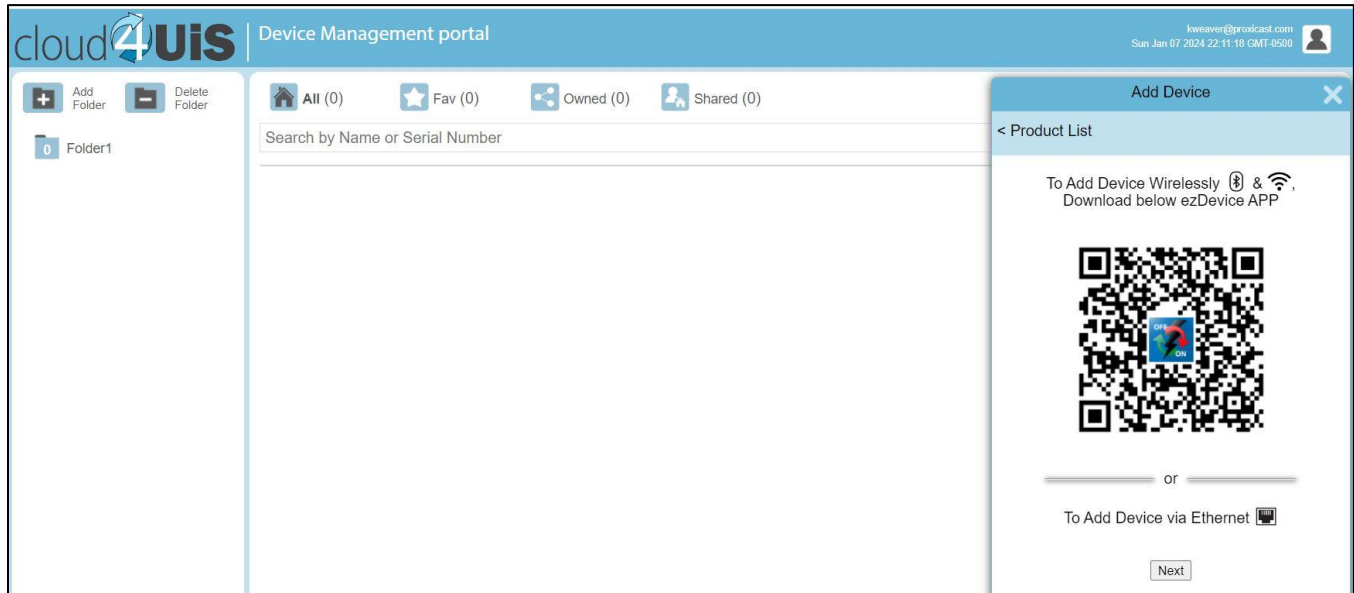 cloud4UiS
Device Management portal
kweaver@proxicast.com
Sun Jan 07 2024 22:11:18 GMT-0500
Add
Folder
Delete
Folder
0 Folder1
All (0)
Fav (0)
Owned (0)
Shared (0)
Search by Name or Serial Number
Add Device
< Product List
To Add Device Wirelessly & ,
Download below ezDevice APP
OFF
ON
or
To Add Device via Ethernet
Next